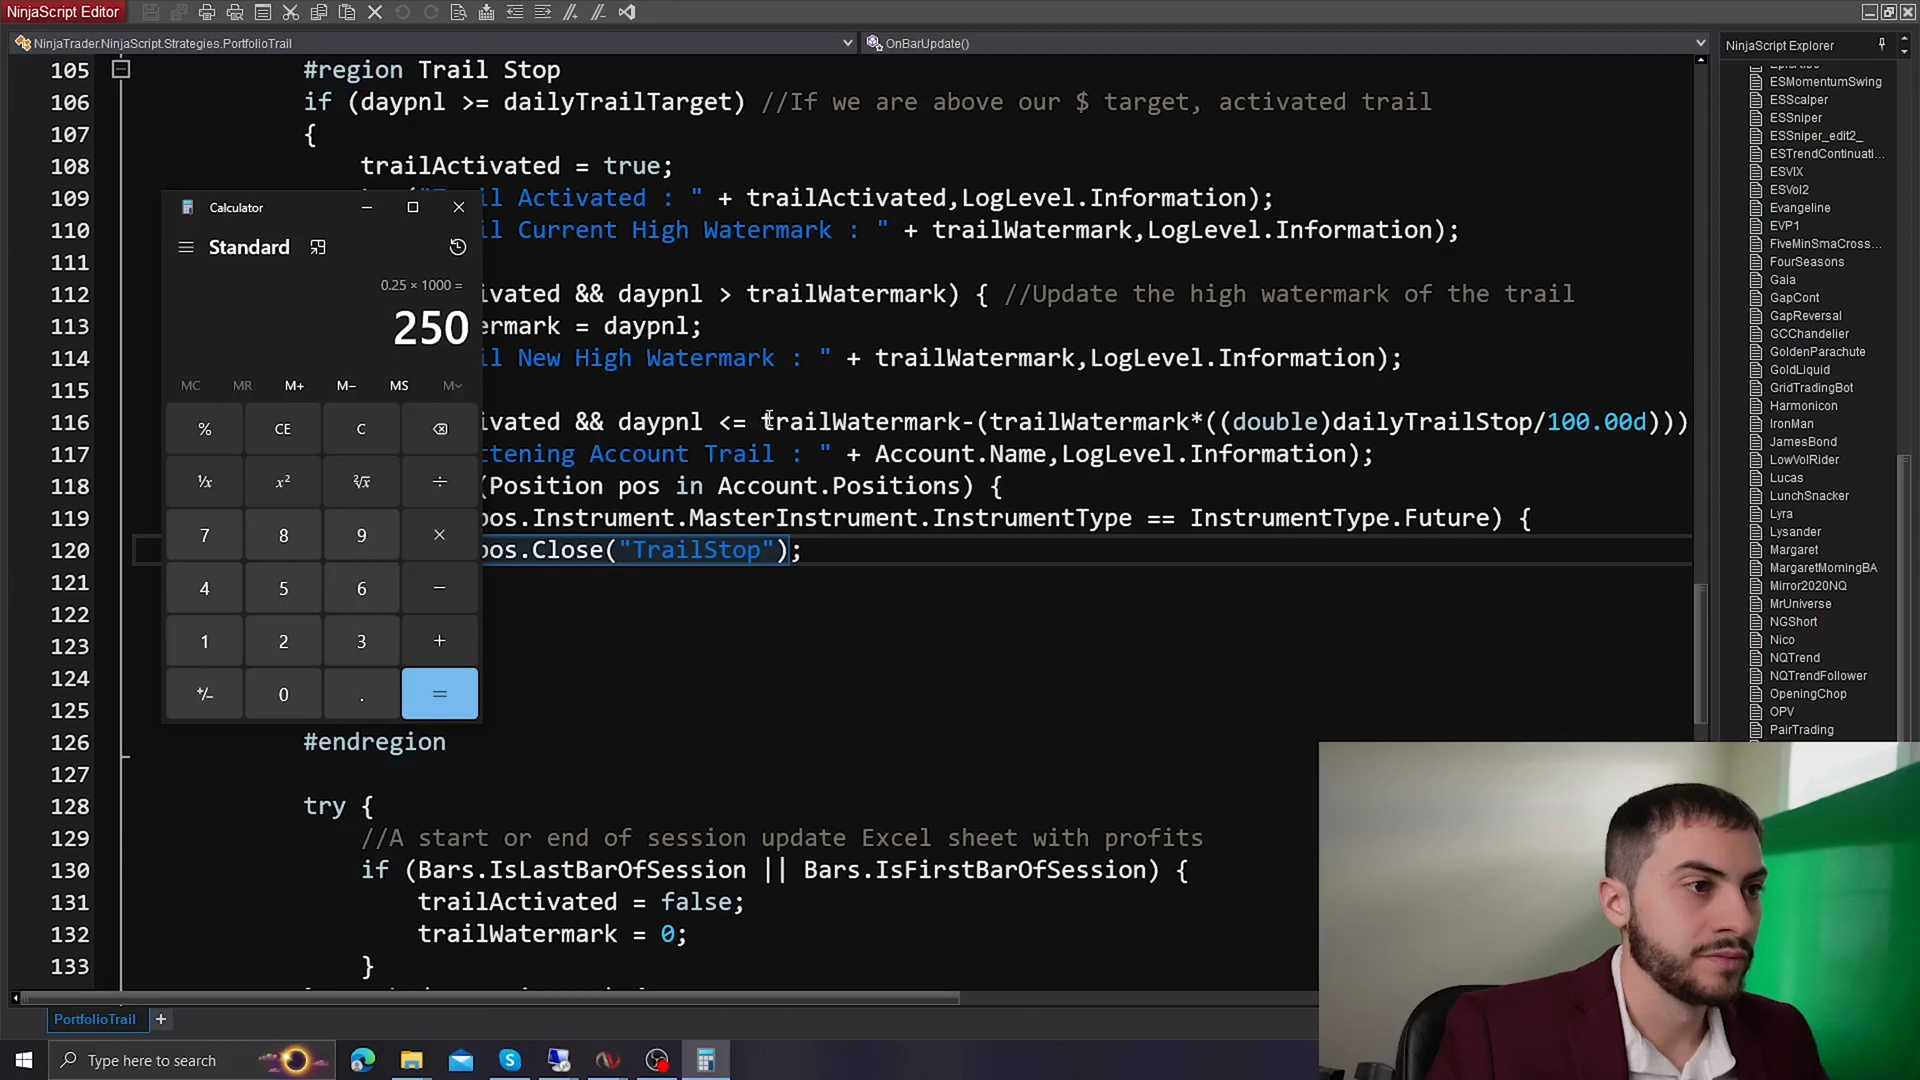 NinjaScript Editor
NinjaTrader.NinjaScript.Strategies.PortfolioTrail
OnBarUpdate()
105 #region Trail Stop
106 if (daypnl >= dailyTrailTarget) //If we are above our $ target, activated trail
107 {
108 trailActivated = true;
109 il Activated : " + trailActivated,LogLevel.Information);
110 il Current High Watermark : " + trailWatermark,LogLevel.Information);
111
112 ivated && daypnl > trailWatermark) { //Update the high watermark of the trail
113 ermark = daypnl;
114 il New High Watermark : " + trailWatermark,LogLevel.Information);
115
116 ivated && daypnl <= trailWatermark-(trailWatermark*((double)dailyTrailStop/100.00d)))
117 ttening Account Trail : " + Account.Name,LogLevel.Information);
118 (Position pos in Account.Positions) {
119 pos.Instrument.MasterInstrument.InstrumentType == InstrumentType.Future) {
120 pos.Close("TrailStop");
121
122
123
124
125
126 #endregion
127
128 try {
129 //A start or end of session update Excel sheet with profits
130 if (Bars.IsLastBarOfSession || Bars.IsFirstBarOfSession) {
131 trailActivated = false;
132 trailWatermark = 0;
133 }
PortfolioTrail +
Calculator
Standard
0.25 × 1000 =
250
MC MR M+ M− MS M
% CE C
¹/x x² ²√x ÷
7 8 9 ×
4 5 6 −
1 2 3 +
+/− 0 . =
NinjaScript Explorer
ESMomentumSwing
ESScalper
ESSniper
ESSniper_edit2_
ESTrendContinuati...
ESVIX
ESVol2
Evangeline
EVP1
FiveMinSmaCross...
FourSeasons
Gaia
GapCont
GapReversal
GCChandelier
GoldenParachute
GoldLiquid
GridTradingBot
Harmonicon
IronMan
JamesBond
LowVolRider
Lucas
LunchSnacker
Lyra
Lysander
Margaret
MargaretMorningBA
Mirror2020NQ
MrUniverse
NGShort
Nico
NQTrend
NQTrendFollower
OpeningChop
OPV
PairTrading
Type here to search